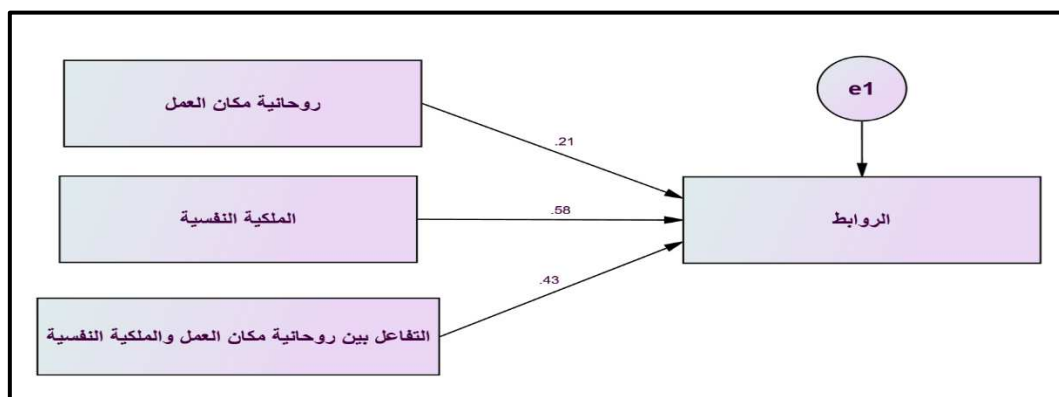 روحانية مكان العمل
e1
.21
الملكية النفسية
.58
الروابط
.43
التفاعل بين روحانية مكان العمل والملكية النفسية